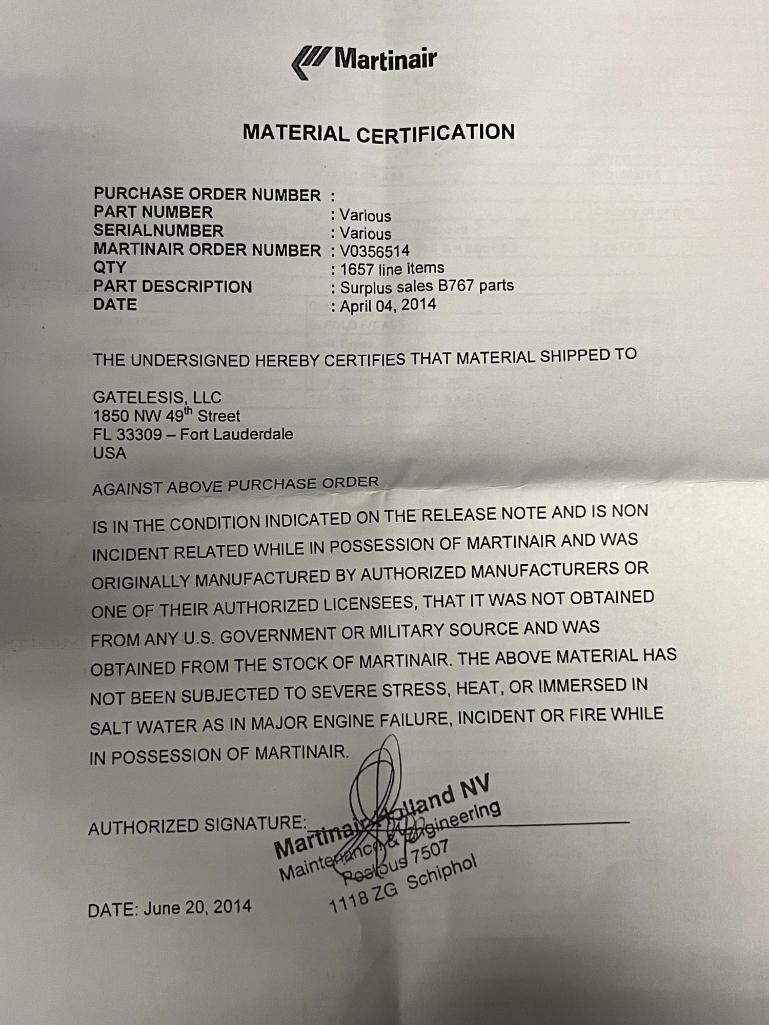 Martinair
MATERIAL CERTIFICATION
PURCHASE ORDER NUMBER :
PART NUMBER : Various
SERIALNUMBER : Various
MARTINAIR ORDER NUMBER : V0356514
QTY : 1657 line items
PART DESCRIPTION : Surplus sales B767 parts
DATE : April 04, 2014
THE UNDERSIGNED HEREBY CERTIFIES THAT MATERIAL SHIPPED TO
GATELESIS, LLC
1850 NW 49th Street
FL 33309 – Fort Lauderdale
USA
AGAINST ABOVE PURCHASE ORDER
IS IN THE CONDITION INDICATED ON THE RELEASE NOTE AND IS NON
INCIDENT RELATED WHILE IN POSSESSION OF MARTINAIR AND WAS
ORIGINALLY MANUFACTURED BY AUTHORIZED MANUFACTURERS OR
ONE OF THEIR AUTHORIZED LICENSEES, THAT IT WAS NOT OBTAINED
FROM ANY U.S. GOVERNMENT OR MILITARY SOURCE AND WAS
OBTAINED FROM THE STOCK OF MARTINAIR. THE ABOVE MATERIAL HAS
NOT BEEN SUBJECTED TO SEVERE STRESS, HEAT, OR IMMERSED IN
SALT WATER AS IN MAJOR ENGINE FAILURE, INCIDENT OR FIRE WHILE
IN POSSESSION OF MARTINAIR.
AUTHORIZED SIGNATURE:
Martinair Holland NV
Maintenance & Engineering
Postbus 7507
1118 ZG Schiphol
DATE: June 20, 2014